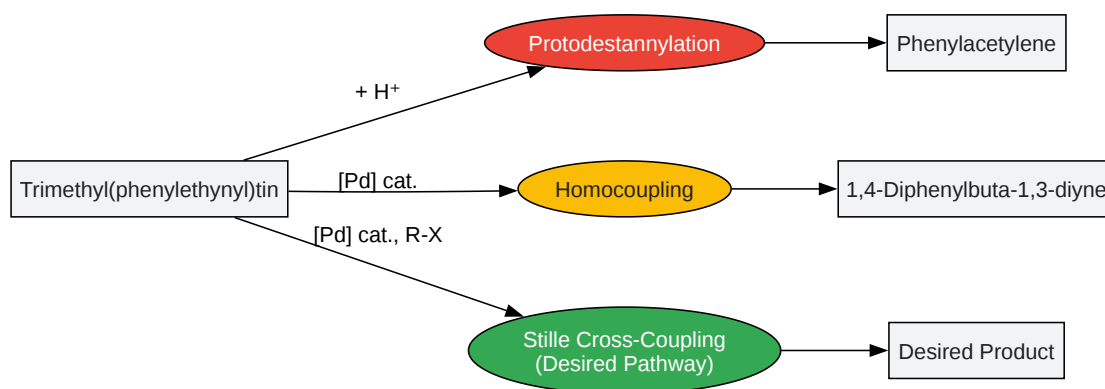 Protodestannylation
Phenylacetylene
+ H⁺
Trimethyl(phenylethynyl)tin
[Pd] cat.
Homocoupling
1,4-Diphenylbuta-1,3-diyne
[Pd] cat., R-X
Stille Cross-Coupling
(Desired Pathway)
Desired Product